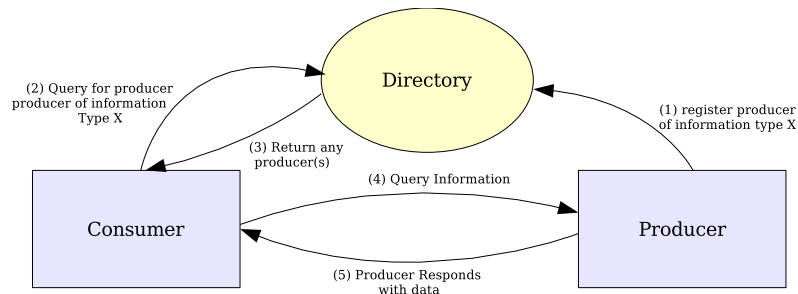 Directory
(2) Query for producer
producer of information
Type X
(1) register producer
of information type X
(3) Return any
producer(s)
(4) Query Information
Consumer
Producer
(5) Producer Responds
with data